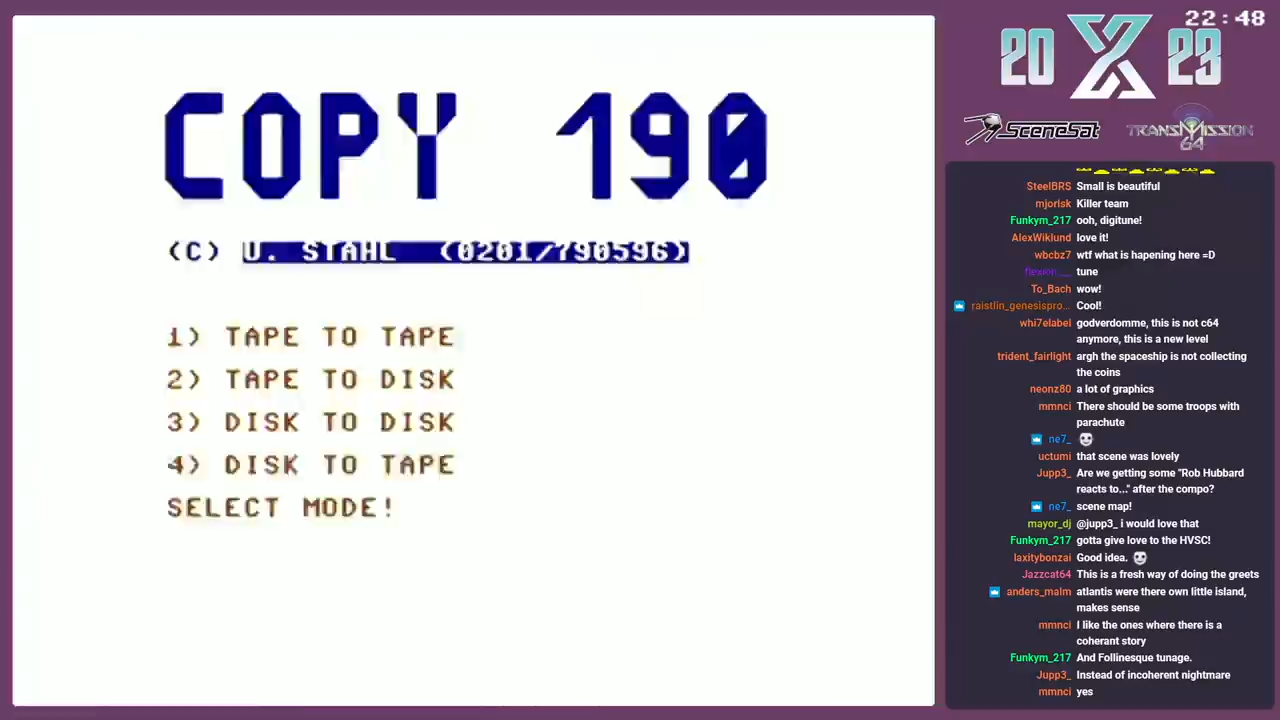 COPY 190
(C) U. STAHL (0201/790596)
1) TAPE TO TAPE
2) TAPE TO DISK
3) DISK TO DISK
4) DISK TO TAPE
SELECT MODE!
22:48
20 X 23
SceneSat
TRANSMISSION
64
SteelBRS Small is beautiful
mjorisk Killer team
Funkym_217 ooh, digitune!
AlexWiklund love it!
wbcbz7 wtf what is hapening here =D
flexion__ tune
To_Bach wow!
raistlin_genesispro... Cool!
whi7elabel godverdomme, this is not c64
anymore, this is a new level
trident_fairlight argh the spaceship is not collecting
the coins
neonz80 a lot of graphics
mmnci There should be some troops with
parachute
ne7_
uctumi that scene was lovely
Jupp3_ Are we getting some "Rob Hubbard
reacts to..." after the compo?
ne7_ scene map!
mayor_dj @jupp3_ i would love that
Funkym_217 gotta give love to the HVSC!
laxitybonzai Good idea.
Jazzcat64 This is a fresh way of doing the greets
anders_malm atlantis were there own little island,
makes sense
mmnci I like the ones where there is a
coherant story
Funkym_217 And Follinesque tunage.
Jupp3_ Instead of incoherent nightmare
mmnci yes